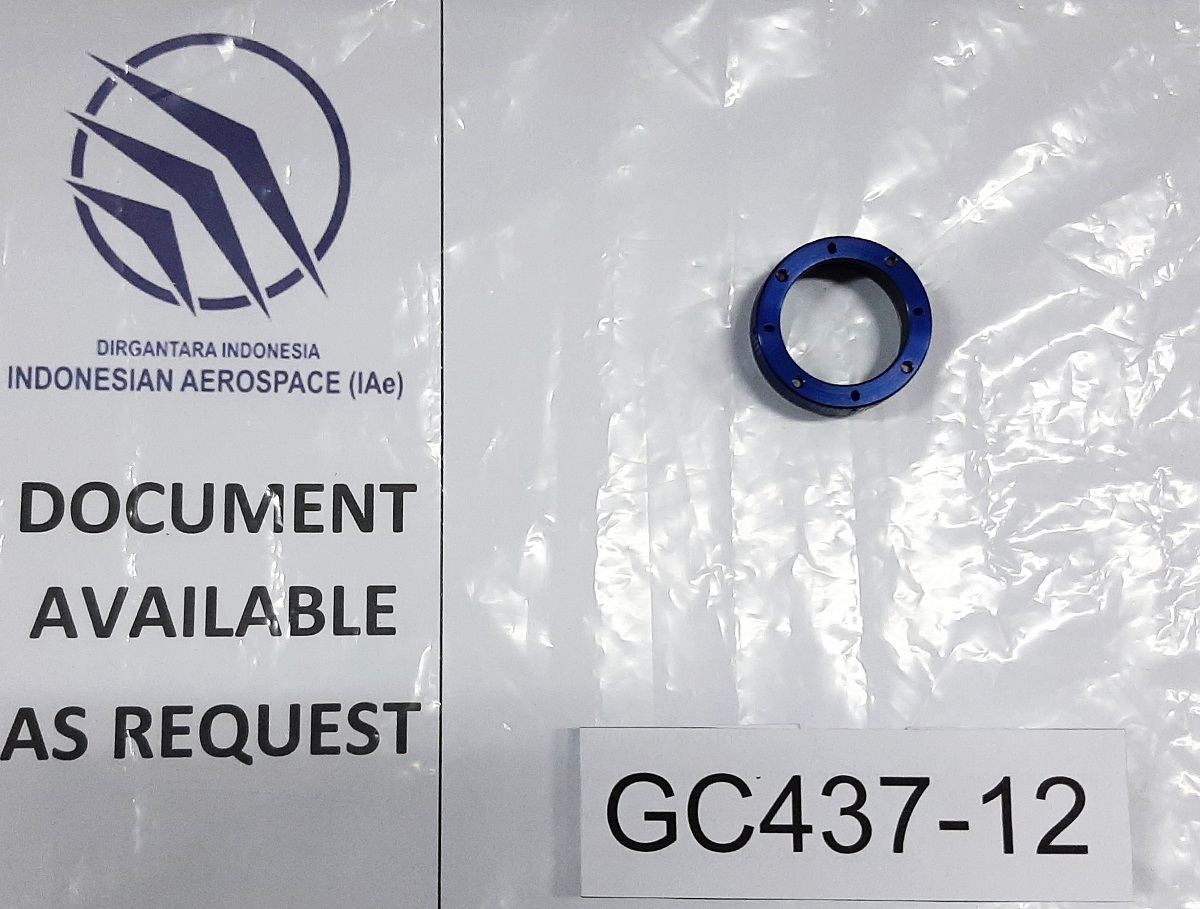 DIRGANTARA INDONESIA
INDONESIAN AEROSPACE (IAe)
DOCUMENT
AVAILABLE
AS REQUEST
GC437-12